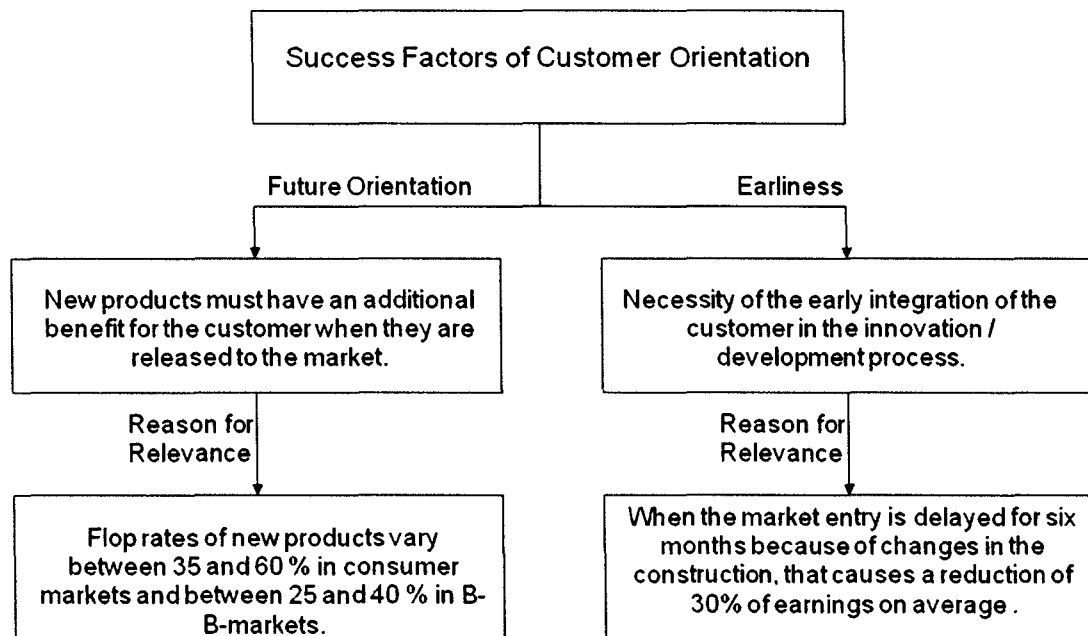 Success Factors of Customer Orientation
Future Orientation
Earliness
New products must have an additional
benefit for the customer when they are
released to the market.
Necessity of the early integration of the
customer in the innovation /
development process.
Reason for
Relevance
Reason for
Relevance
Flop rates of new products vary
between 35 and 60 % in consumer
markets and between 25 and 40 % in B-
B-markets.
When the market entry is delayed for six
months because of changes in the
construction, that causes a reduction of
30% of earnings on average .